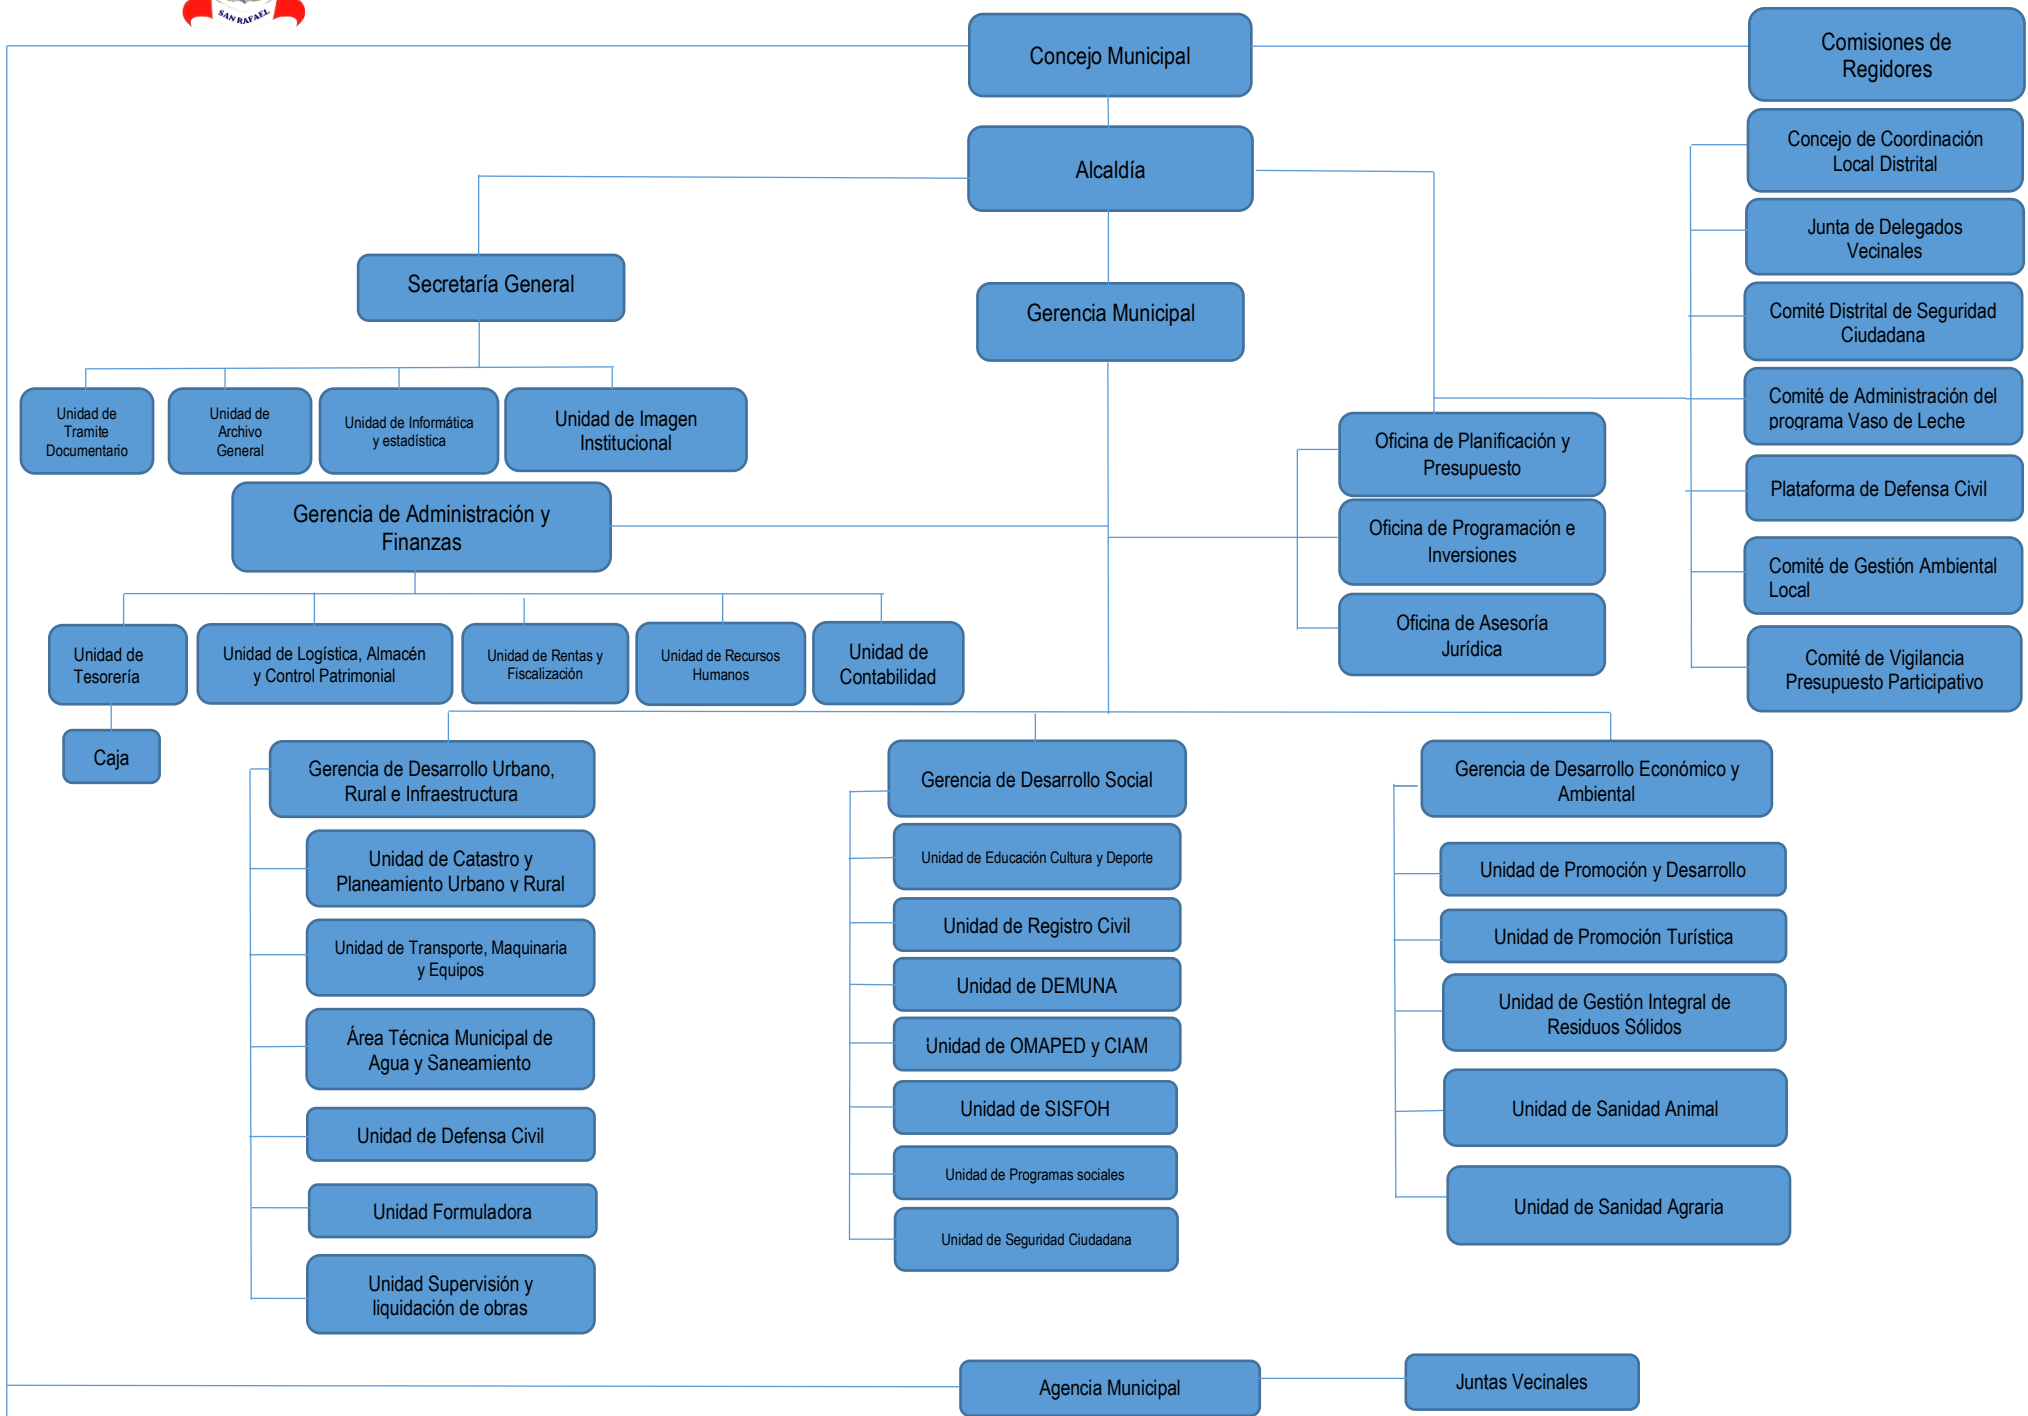 SAN RAFAEL
Concejo Municipal
Comisiones de
Regidores
Alcaldía
Concejo de Coordinación
Local Distrital
Junta de Delegados
Vecinales
Secretaría General
Gerencia Municipal
Comité Distrital de Seguridad
Ciudadana
Comité de Administración del
programa Vaso de Leche
Unidad de
Tramite
Documentario
Unidad de
Archivo
General
Unidad de Informática
y estadística
Unidad de Imagen
Institucional
Oficina de Planificación y
Presupuesto
Plataforma de Defensa Civil
Gerencia de Administración y
Finanzas
Oficina de Programación e
Inversiones
Comité de Gestión Ambiental
Local
Oficina de Asesoría
Jurídica
Unidad de
Tesorería
Unidad de Logística, Almacén
y Control Patrimonial
Unidad de Rentas y
Fiscalización
Unidad de Recursos
Humanos
Unidad de
Contabilidad
Comité de Vigilancia
Presupuesto Participativo
Caja
Gerencia de Desarrollo Urbano,
Rural e Infraestructura
Gerencia de Desarrollo Social
Gerencia de Desarrollo Económico y
Ambiental
Unidad de Catastro y
Planeamiento Urbano y Rural
Unidad de Transporte, Maquinaria
y Equipos
Área Técnica Municipal de
Agua y Saneamiento
Unidad de Defensa Civil
Unidad Formuladora
Unidad Supervisión y
liquidación de obras
Unidad de Educación Cultura y Deporte
Unidad de Registro Civil
Unidad de DEMUNA
Unidad de OMAPED y CIAM
Unidad de SISFOH
Unidad de Programas sociales
Unidad de Seguridad Ciudadana
Unidad de Promoción y Desarrollo
Unidad de Promoción Turística
Unidad de Gestión Integral de
Residuos Sólidos
Unidad de Sanidad Animal
Unidad de Sanidad Agraria
Agencia Municipal
Juntas Vecinales